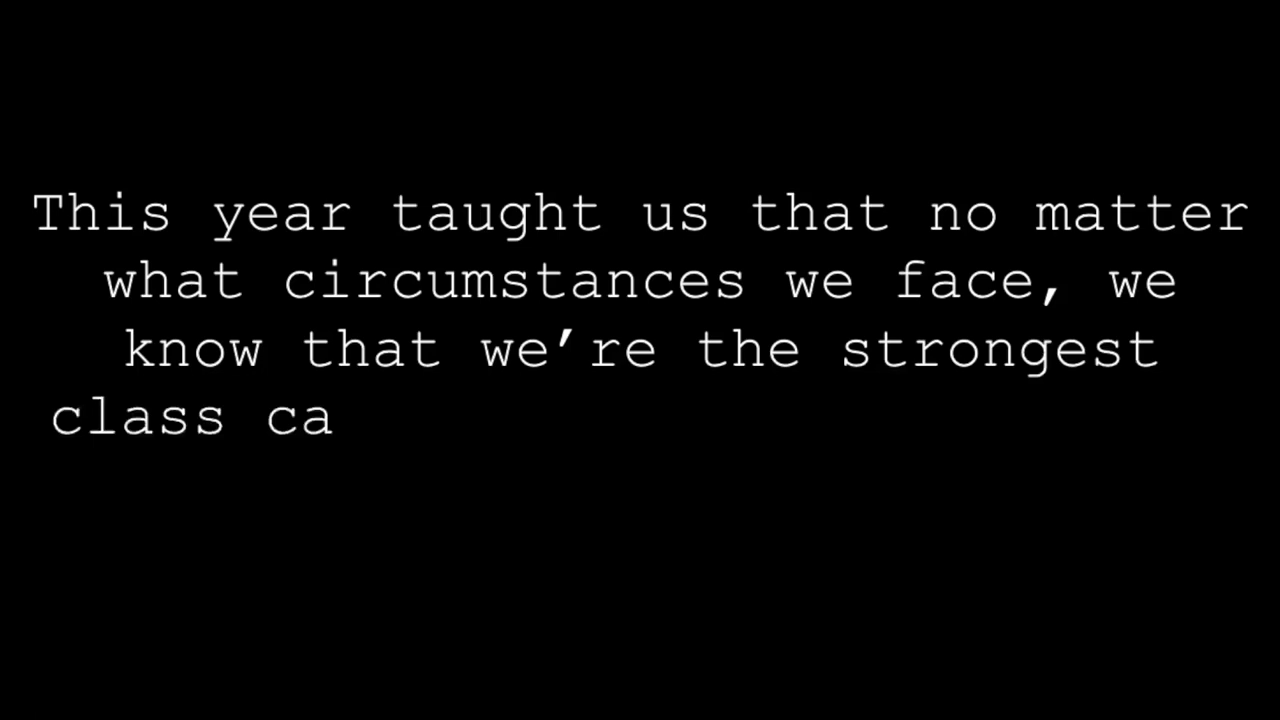 This year taught us that no matter
what circumstances we face, we
know that we’re the strongest
class ca